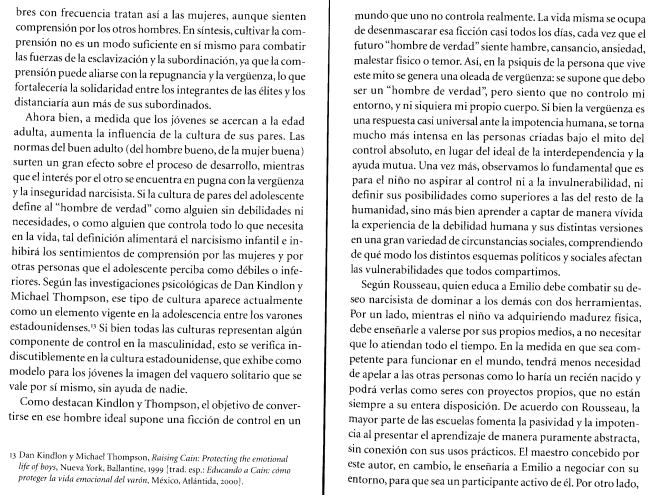 bres con frecuencia tratan así a las mujeres, aunque sienten
comprensión por los otros hombres. En síntesis, cultivar la com-
prensión no es un modo suficiente en sí mismo para combatir
las fuerzas de la esclavización y la subordinación, ya que la com-
prensión puede aliarse con la repugnancia y la vergüenza, lo que
fortalecería la solidaridad entre los integrantes de las élites y los
distanciaría aun más de sus subordinados.
Ahora bien, a medida que los jóvenes se acercan a la edad
adulta, aumenta la influencia de la cultura de sus pares. Las
normas del buen adulto (del hombre bueno, de la mujer buena)
surten un gran efecto sobre el proceso de desarrollo, mientras
que el interés por el otro se encuentra en pugna con la vergüenza
y la inseguridad narcisista. Si la cultura de pares del adolescente
define al “hombre de verdad” como alguien sin debilidades ni
necesidades, o como alguien que controla todo lo que necesita
en la vida, tal definición alimentará el narcisismo infantil e in-
hibirá los sentimientos de comprensión por las mujeres y por
otras personas que el adolescente perciba como débiles o infe-
riores. Según las investigaciones psicológicas de Dan Kindlon y
Michael Thompson, ese tipo de cultura aparece actualmente
como un elemento vigente en la adolescencia entre los varones
estadounidenses.¹³ Si bien todas las culturas representan algún
componente de control en la masculinidad, esto se verifica in-
discutiblemente en la cultura estadounidense, que exhibe como
modelo para los jóvenes la imagen del vaquero solitario que se
vale por sí mismo, sin ayuda de nadie.
Como destacan Kindlon y Thompson, el objetivo de conver-
tirse en ese hombre ideal supone una ficción de control en un
13 Dan Kindlon y Michael Thompson, Raising Cain: Protecting the emotional
life of boys, Nueva York, Ballantine, 1999 [trad. esp.: Educando a Caín: cómo
proteger la vida emocional del varón, México, Atlántida, 2000].
mundo que uno no controla realmente. La vida misma se ocupa
de desenmascarar esa ficción casi todos los días, cada vez que el
futuro “hombre de verdad” siente hambre, cansancio, ansiedad,
malestar físico o temor. Así, en la psiquis de la persona que vive
este mito se genera una oleada de vergüenza: se supone que debo
ser un “hombre de verdad”, pero siento que no controlo mi
entorno, y ni siquiera mi propio cuerpo. Si bien la vergüenza es
una respuesta casi universal ante la impotencia humana, se torna
mucho más intensa en las personas criadas bajo el mito del
control absoluto, en lugar del ideal de la interdependencia y la
ayuda mutua. Una vez más, observamos lo fundamental que es
para el niño no aspirar al control ni a la invulnerabilidad, ni
definir sus posibilidades como superiores a las del resto de la
humanidad, sino más bien aprender a captar de manera vívida
la experiencia de la debilidad humana y sus distintas versiones
en una gran variedad de circunstancias sociales, comprendiendo
de qué modo los distintos esquemas políticos y sociales afectan
las vulnerabilidades que todos compartimos.
Según Rousseau, quien educa a Emilio debe combatir su de-
seo narcisista de dominar a los demás con dos herramientas.
Por un lado, mientras el niño va adquiriendo madurez física,
debe enseñarle a valerse por sus propios medios, a no necesitar
que lo atiendan todo el tiempo. En la medida en que sea com-
petente para funcionar en el mundo, tendrá menos necesidad
de apelar a las otras personas como lo haría un recién nacido y
podrá verlas como seres con proyectos propios, que no están
siempre a su entera disposición. De acuerdo con Rousseau, la
mayor parte de las escuelas fomenta la pasividad y la impoten-
cia al presentar el aprendizaje de manera puramente abstracta,
sin conexión con sus usos prácticos. El maestro concebido por
este autor, en cambio, le enseñaría a Emilio a negociar con su
entorno, para que sea un participante activo de él. Por otro lado,